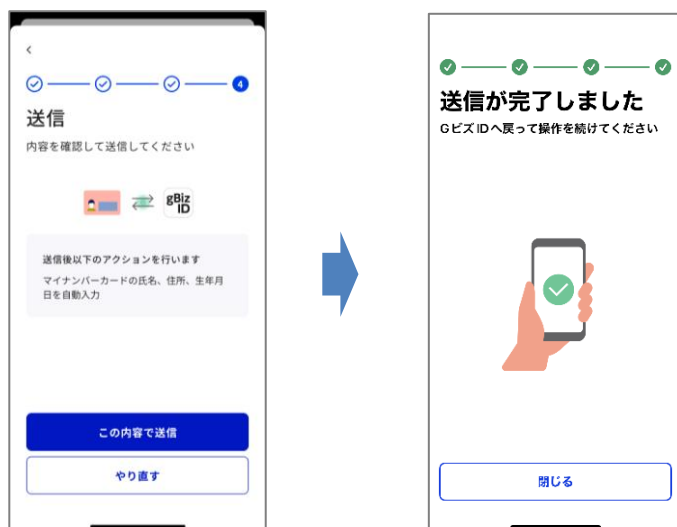 4
送信
内容を確認して送信してください
gBiz
ID
送信後以下のアクションを行います
マイナンバーカードの氏名、住所、生年月
日を自動入力
この内容で送信
やり直す
送信が完了しました
GビズIDへ戻って操作を続けてください
閉じる